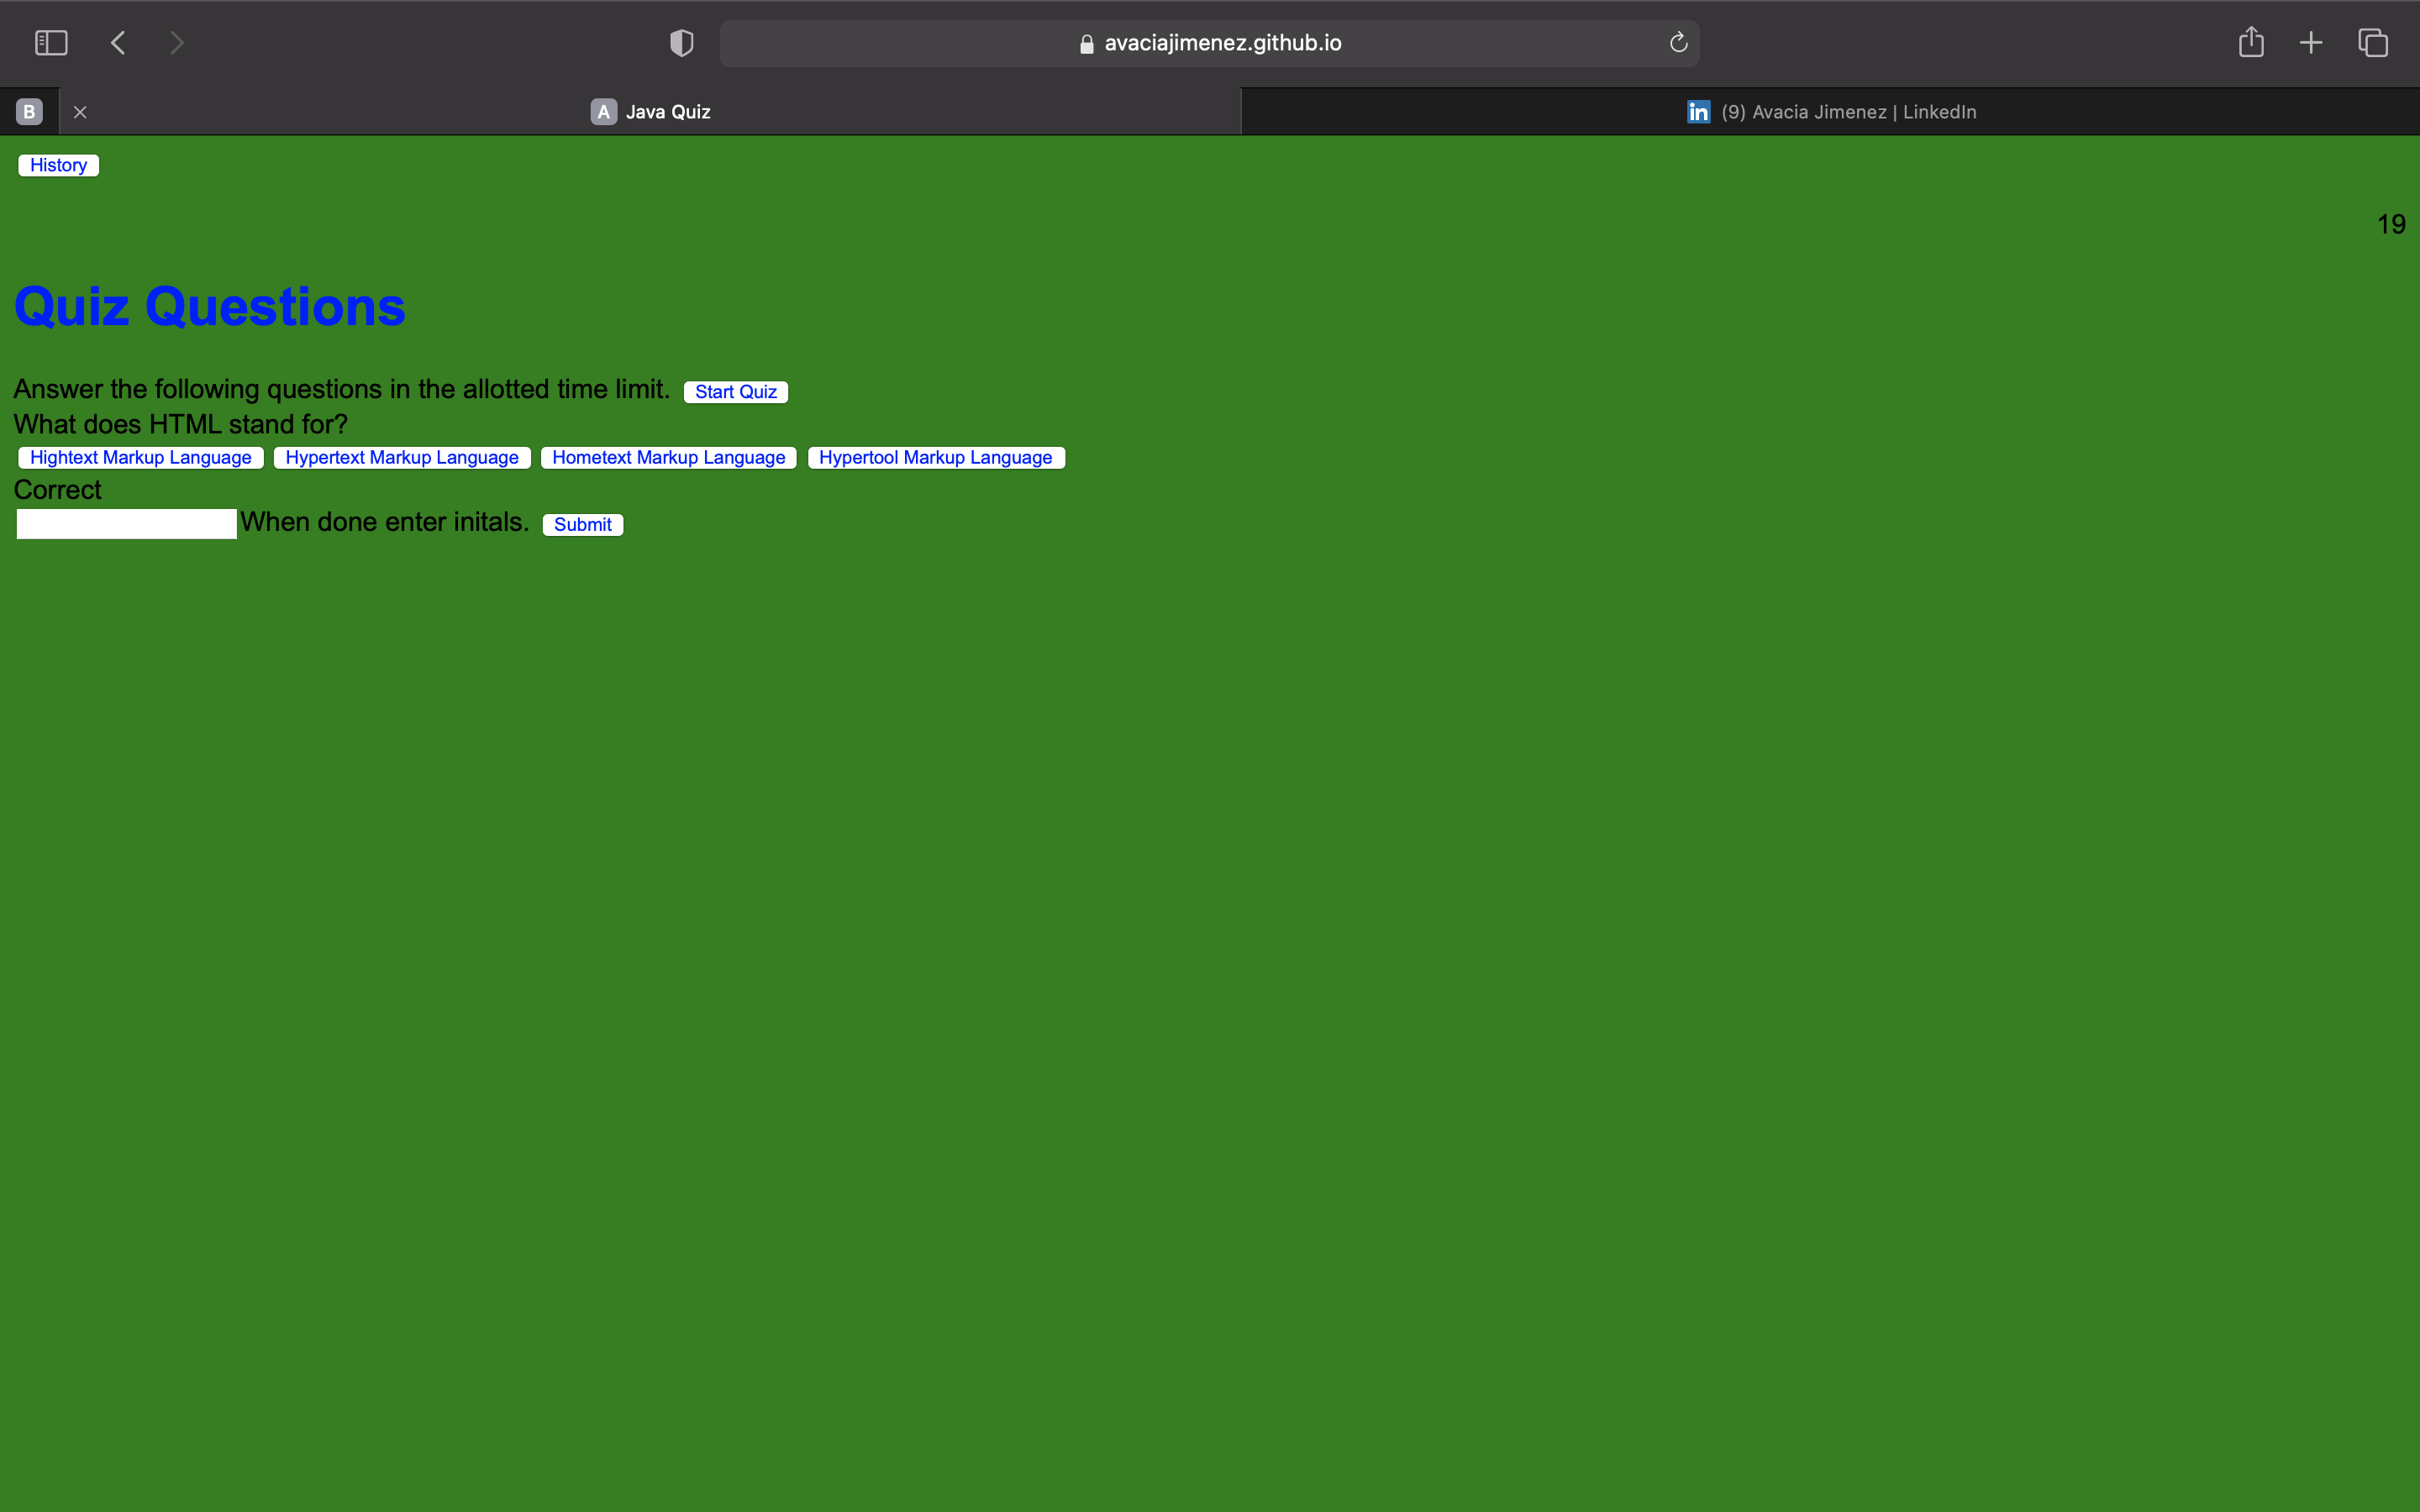 avaciajimenez.github.io
B
A Java Quiz
in (9) Avacia Jimenez | LinkedIn
History
19
Quiz Questions
Answer the following questions in the allotted time limit. Start Quiz
What does HTML stand for?
Hightext Markup Language Hypertext Markup Language Hometext Markup Language Hypertool Markup Language
Correct
When done enter initals. Submit